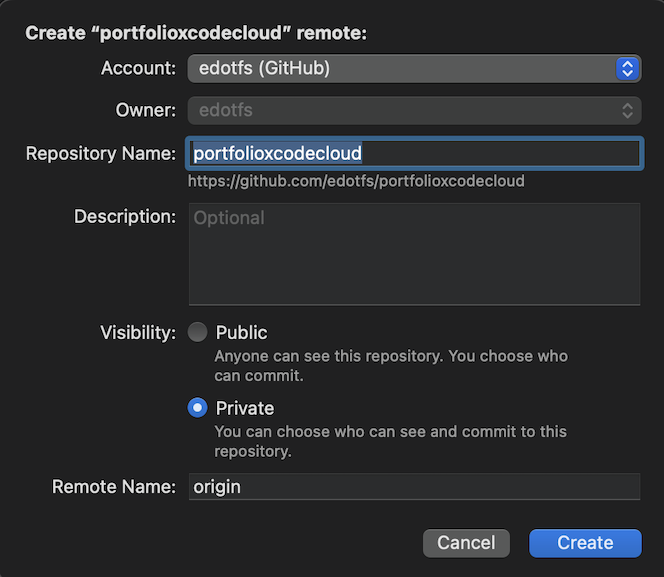 Create “portfolioxcodecloud” remote:
Account: edotfs (GitHub)
Owner: edotfs
Repository Name: portfolioxcodecloud
https://github.com/edotfs/portfolioxcodecloud
Description: Optional
Visibility: Public
Anyone can see this repository. You choose who
can commit.
Private
You can choose who can see and commit to this
repository.
Remote Name: origin
Cancel Create